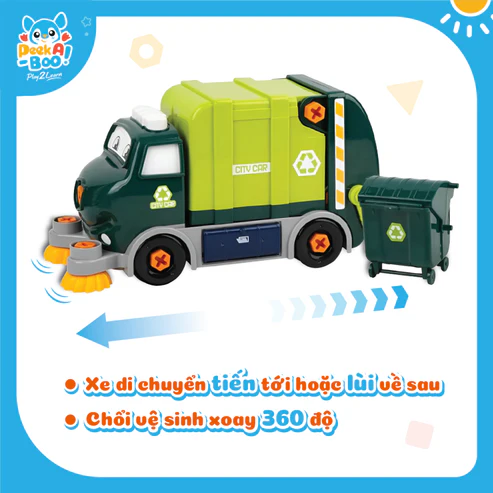 Peek A
Boo!
Play2Learn
CITY CAR
CITY CAR
Xe di chuyển tiến tới hoặc lùi về sau
Chổi vệ sinh xoay 360 độ